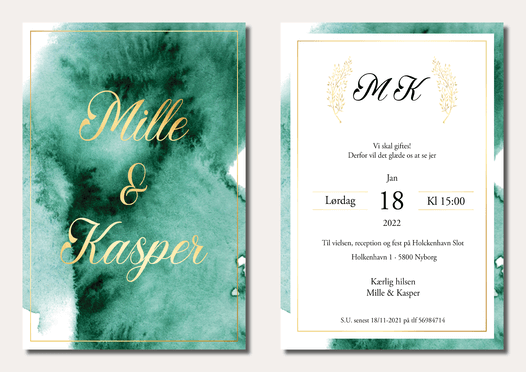 Mille
&
Kasper
M K
Vi skal giftes!
Derfor vil det glæde os at se jer
Jan
Lørdag 18 Kl 15:00
2022
Til vielsen, reception og fest på Holckenhavn Slot
Holkenhavn 1 - 5800 Nyborg
Kærlig hilsen
Mille & Kasper
S.U. senest 18/11-2021 på tlf 56984714